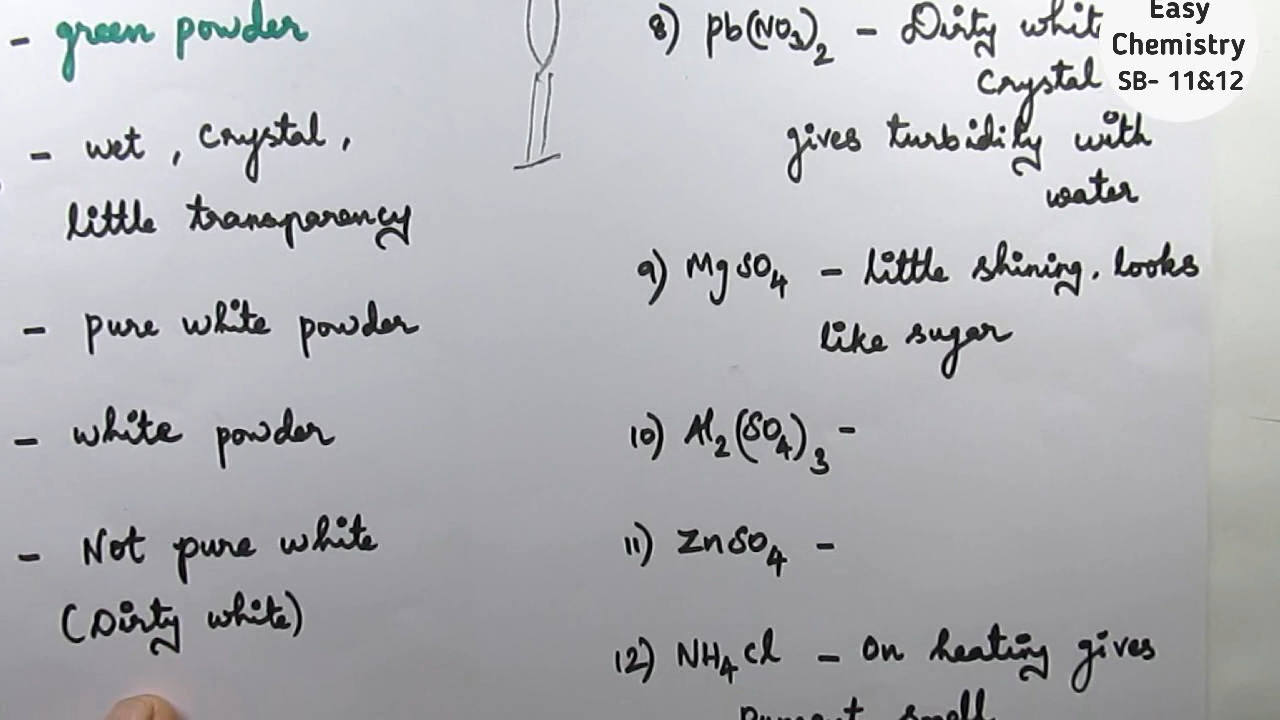 - green powder
- wet, crystal,
little transparency
- pure white powder
- white powder
- Not pure white
(Dirty white)
8) pb(NO3)2 - Dirty whit
crystal
gives turbidity with
water
9) MgSO4 - little shining. looks
like sugar
10) Al2(SO4)3 -
11) ZnSO4 -
12) NH4Cl - On heating gives
smell
Easy
Chemistry
SB- 11&12